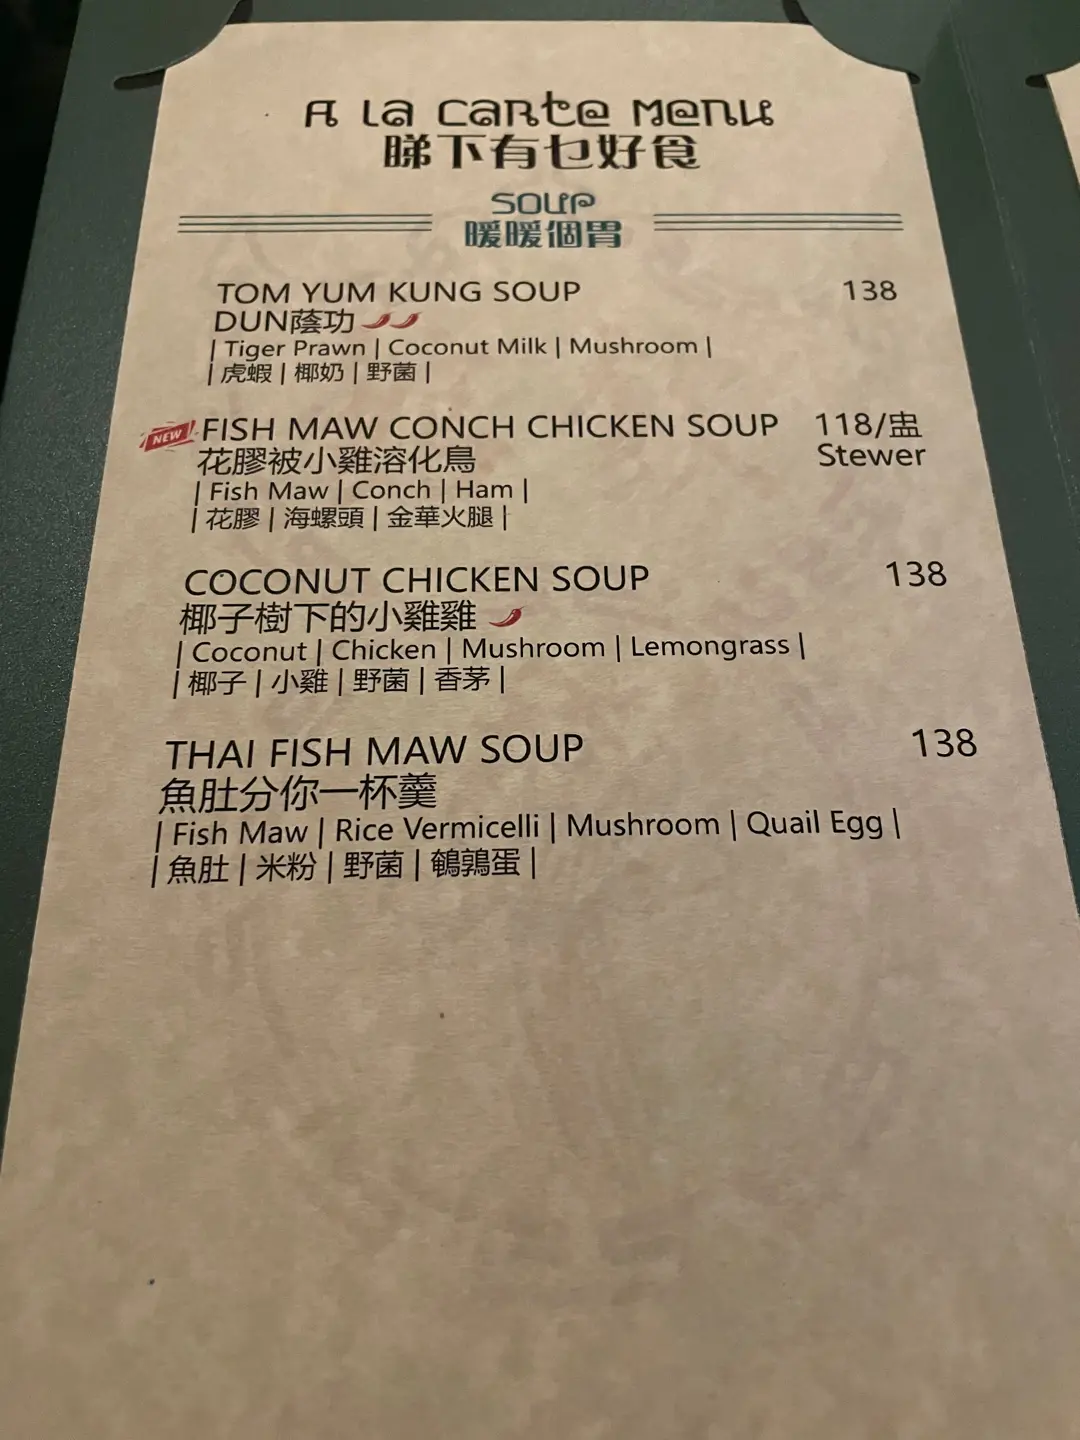 A La Carte Menu
睇下有乜好食
SOUP
暖暖個胃
TOM YUM KUNG SOUP 138
DUN蔭功
| Tiger Prawn | Coconut Milk | Mushroom |
| 虎蝦 | 椰奶 | 野菌 |
NEW FISH MAW CONCH CHICKEN SOUP 118/盅
花膠被小雞溶化鳥 Stewer
| Fish Maw | Conch | Ham |
| 花膠 | 海螺頭 | 金華火腿 |
COCONUT CHICKEN SOUP 138
椰子樹下的小雞雞
| Coconut | Chicken | Mushroom | Lemongrass |
| 椰子 | 小雞 | 野菌 | 香茅 |
THAI FISH MAW SOUP 138
魚肚分你一杯羹
| Fish Maw | Rice Vermicelli | Mushroom | Quail Egg |
| 魚肚 | 米粉 | 野菌 | 鵪鶉蛋 |